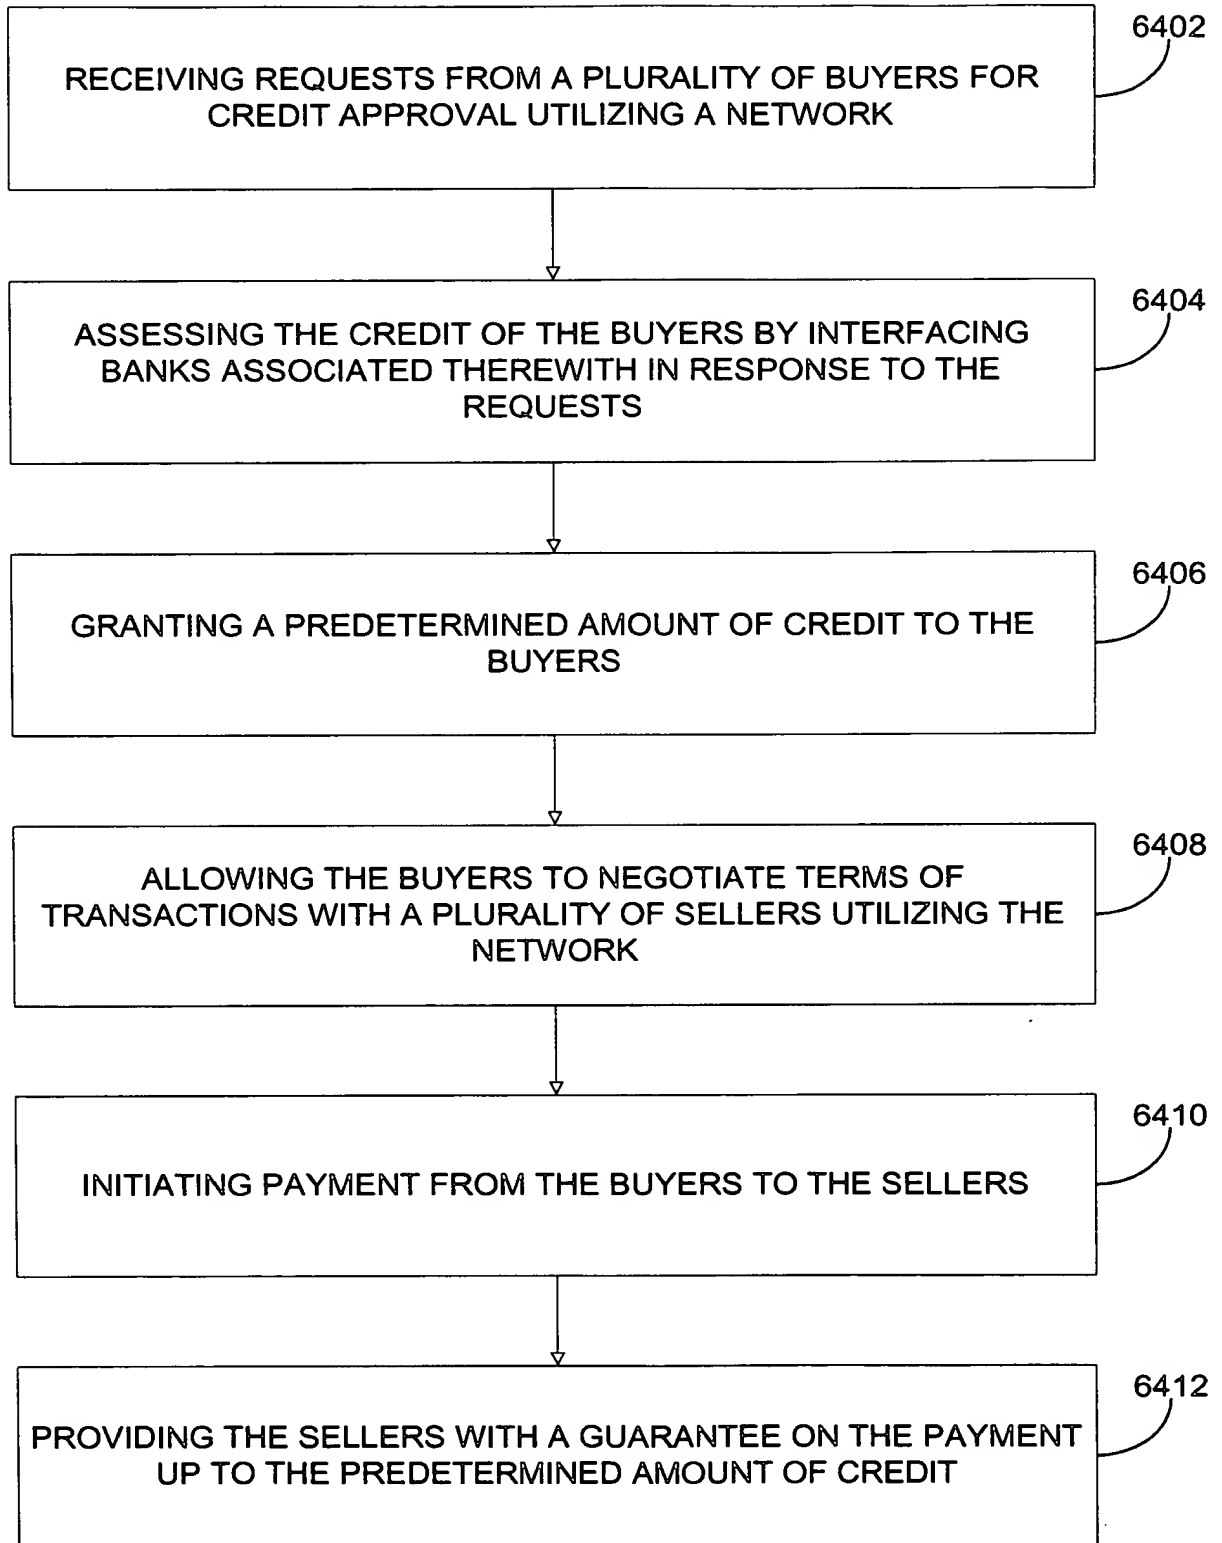 6402
RECEIVING REQUESTS FROM A PLURALITY OF BUYERS FOR
CREDIT APPROVAL UTILIZING A NETWORK
6404
ASSESSING THE CREDIT OF THE BUYERS BY INTERFACING
BANKS ASSOCIATED THEREWITH IN RESPONSE TO THE
REQUESTS
6406
GRANTING A PREDETERMINED AMOUNT OF CREDIT TO THE
BUYERS
6408
ALLOWING THE BUYERS TO NEGOTIATE TERMS OF
TRANSACTIONS WITH A PLURALITY OF SELLERS UTILIZING THE
NETWORK
6410
INITIATING PAYMENT FROM THE BUYERS TO THE SELLERS
6412
PROVIDING THE SELLERS WITH A GUARANTEE ON THE PAYMENT
UP TO THE PREDETERMINED AMOUNT OF CREDIT